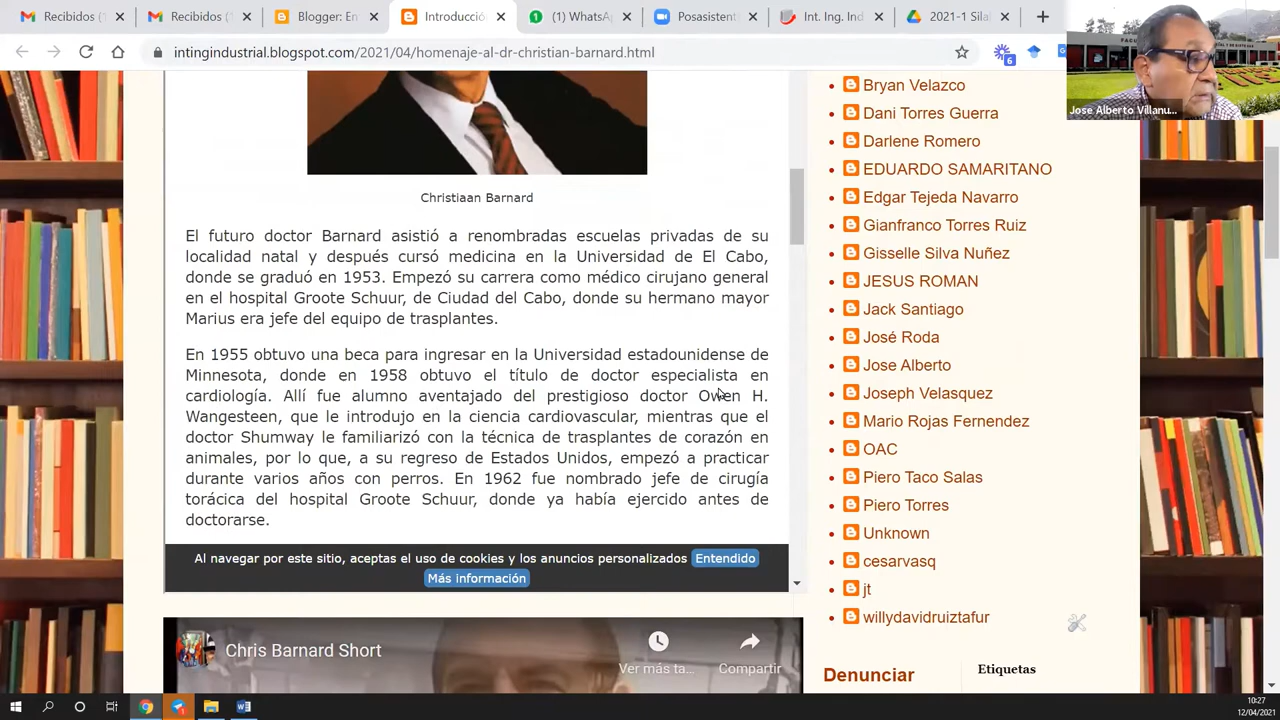 Recibidos (1
Recibidos (1
Blogger: En
Introducció
(1) WhatsA
Posasistent
Int. Ing. Ind
2021-1 Sila
intingindustrial.blogspot.com/2021/04/homenaje-al-dr-christian-barnard.html
6
Jose Alberto Villanu...
Christiaan Barnard
El futuro doctor Barnard asistió a renombradas escuelas privadas de su
localidad natal y después cursó medicina en la Universidad de El Cabo,
donde se graduó en 1953. Empezó su carrera como médico cirujano general
en el hospital Groote Schuur, de Ciudad del Cabo, donde su hermano mayor
Marius era jefe del equipo de trasplantes.
En 1955 obtuvo una beca para ingresar en la Universidad estadounidense de
Minnesota, donde en 1958 obtuvo el título de doctor especialista en
cardiología. Allí fue alumno aventajado del prestigioso doctor Owen H.
Wangesteen, que le introdujo en la ciencia cardiovascular, mientras que el
doctor Shumway le familiarizó con la técnica de trasplantes de corazón en
animales, por lo que, a su regreso de Estados Unidos, empezó a practicar
durante varios años con perros. En 1962 fue nombrado jefe de cirugía
torácica del hospital Groote Schuur, donde ya había ejercido antes de
doctorarse.
Al navegar por este sitio, aceptas el uso de cookies y los anuncios personalizados Entendido
Más información
Chris Barnard Short
Ver más ta...
Compartir
Bryan Velazco
Dani Torres Guerra
Darlene Romero
EDUARDO SAMARITANO
Edgar Tejeda Navarro
Gianfranco Torres Ruiz
Gisselle Silva Nuñez
JESUS ROMAN
Jack Santiago
José Roda
Jose Alberto
Joseph Velasquez
Mario Rojas Fernendez
OAC
Piero Taco Salas
Piero Torres
Unknown
cesarvasq
jt
willydavidruiztafur
Denunciar
Etiquetas
10:27
12/04/2021